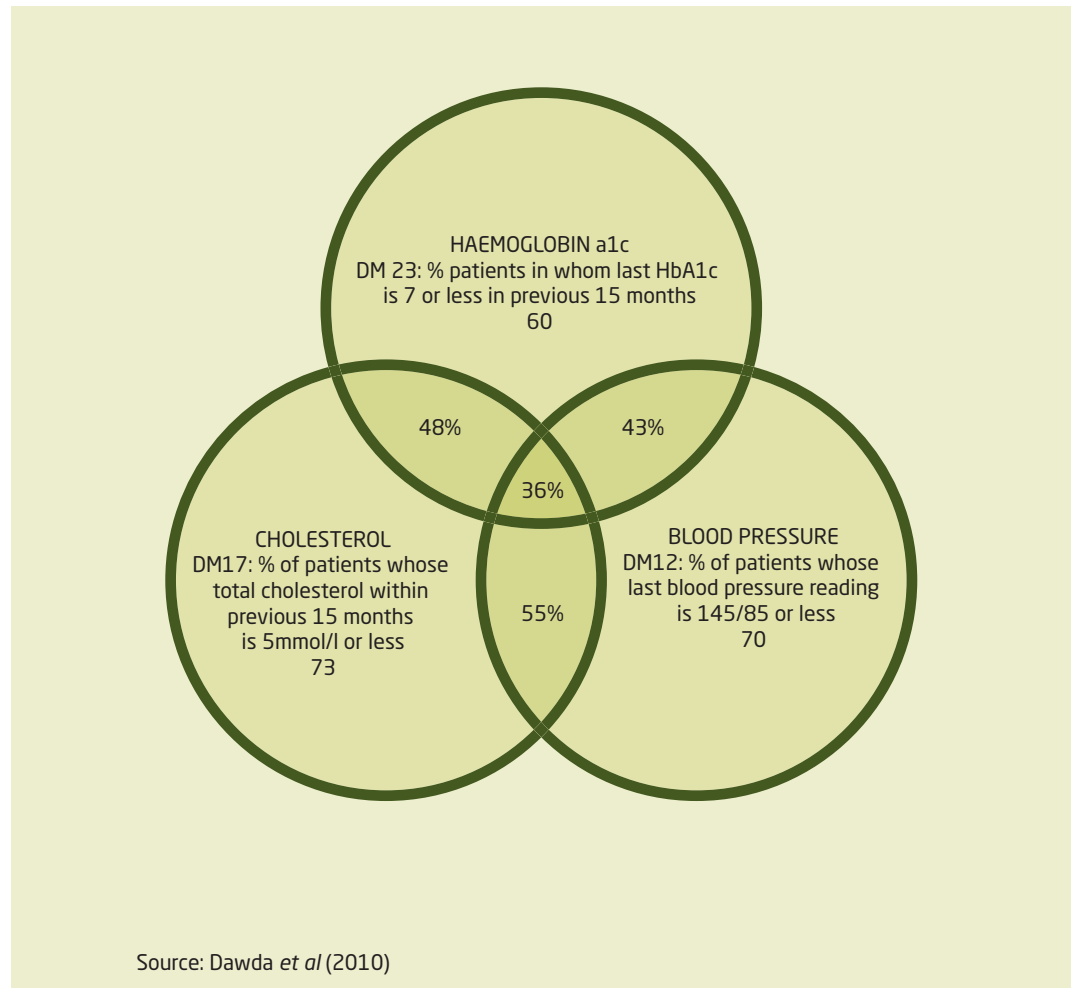 HAEMOGLOBIN a1c
DM 23: % patients in whom last HbA1c
is 7 or less in previous 15 months
60
48%
43%
36%
CHOLESTEROL
DM17: % of patients whose
total cholesterol within
previous 15 months
is 5mmol/l or less
73
BLOOD PRESSURE
DM12: % of patients whose
last blood pressure reading
is 145/85 or less
70
55%
Source: Dawda et al (2010)